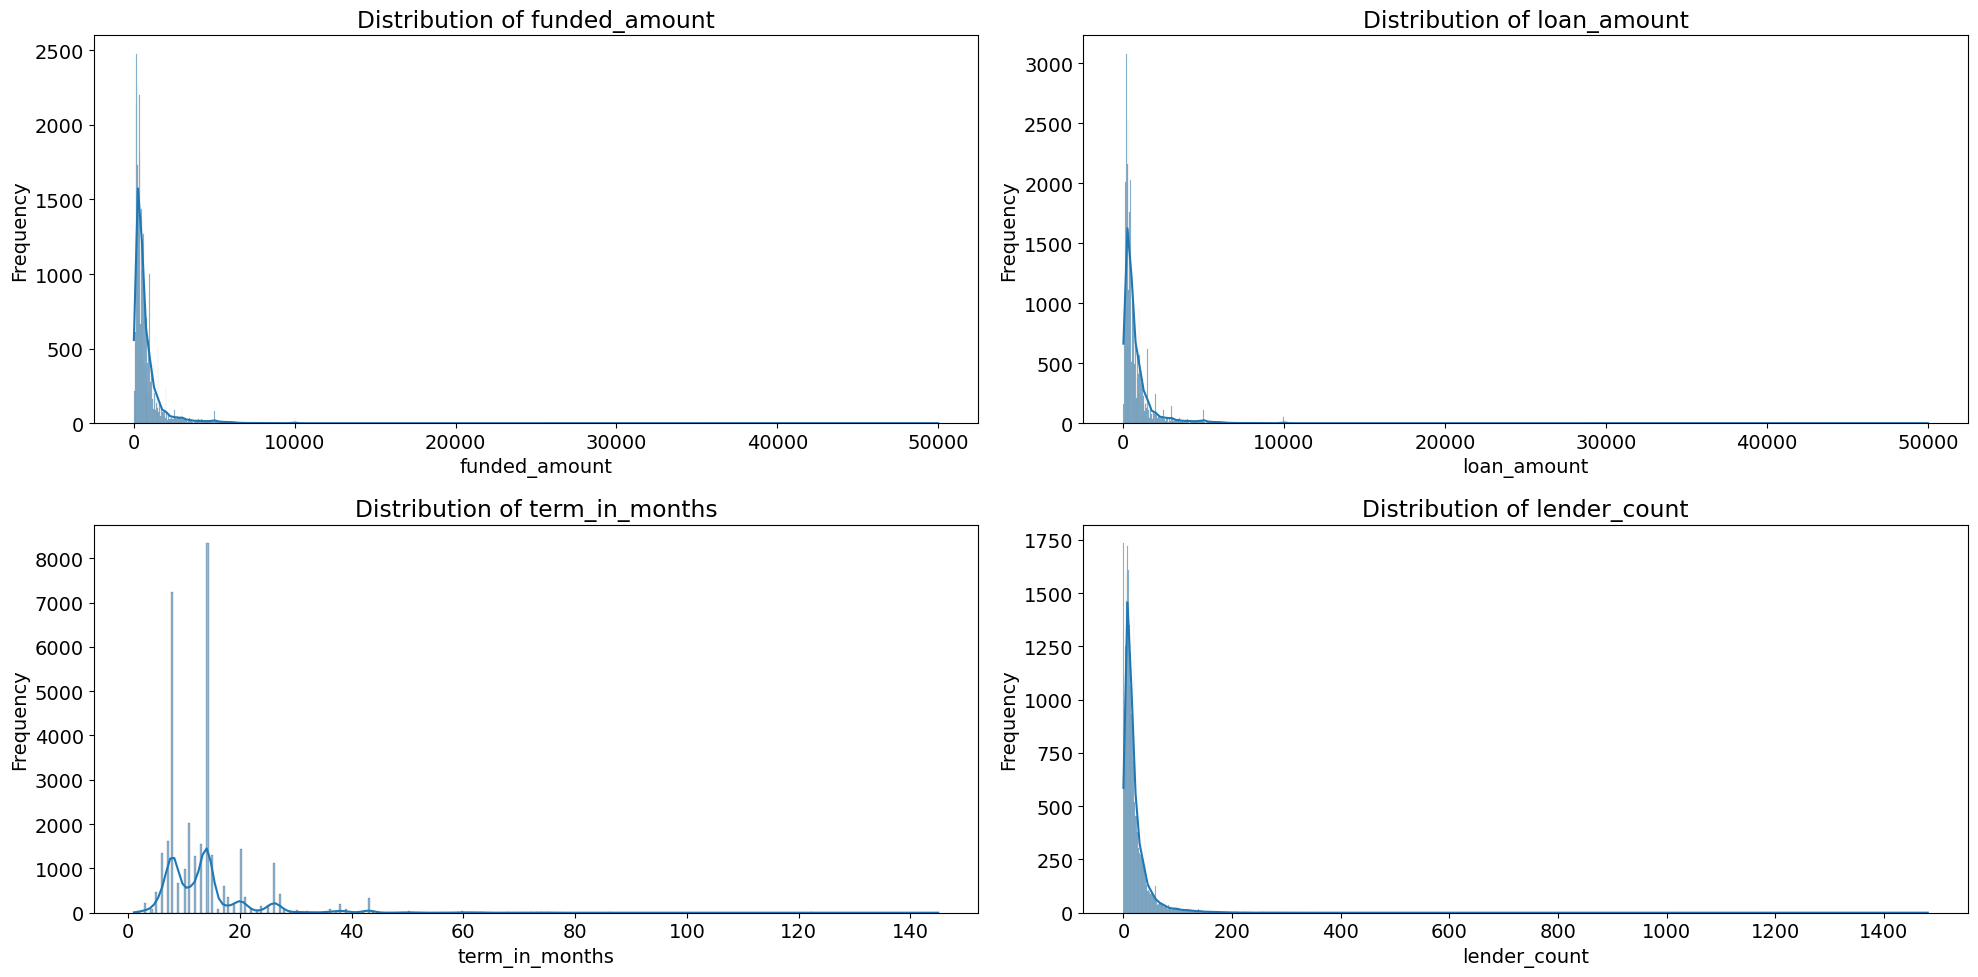 Distribution of funded_amount
2500
2000
1500
1000
500
0
Frequency
0 10000 20000 30000 40000 50000
funded_amount
Distribution of loan_amount
3000
2500
2000
1500
1000
500
0
Frequency
0 10000 20000 30000 40000 50000
loan_amount
Distribution of term_in_months
8000
7000
6000
5000
4000
3000
2000
1000
0
Frequency
0 20 40 60 80 100 120 140
term_in_months
Distribution of lender_count
1750
1500
1250
1000
750
500
250
0
Frequency
0 200 400 600 800 1000 1200 1400
lender_count